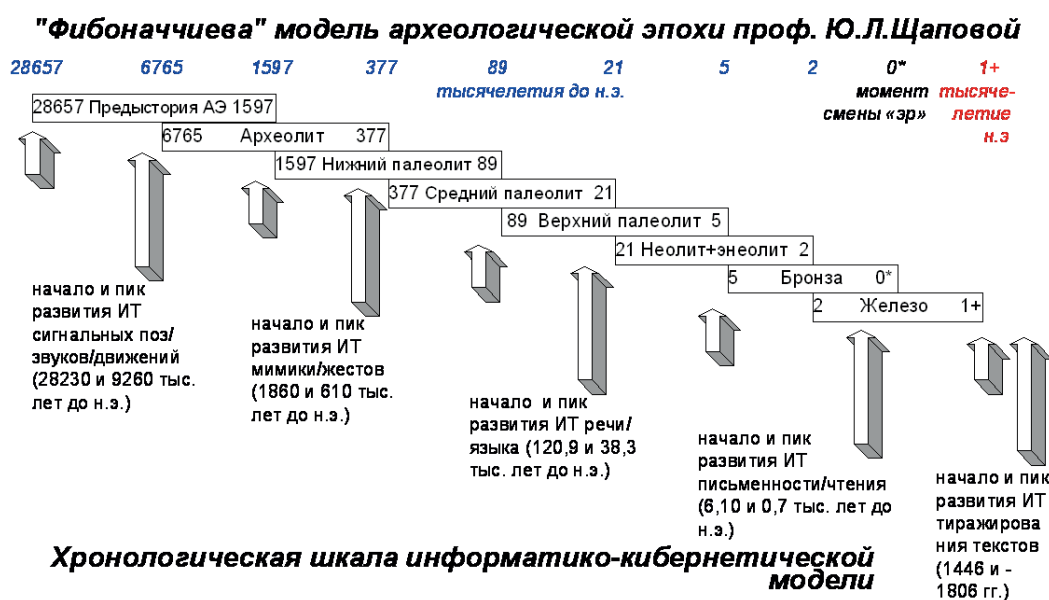 "Фибоначчиева" модель археологической эпохи проф. Ю.Л.Щаповой
28657 6765 1597 377 89 21 5 2 0* 1+
тысячелетия до н.э.
момент
смены «эр»
тысяче-
летие
н.э
28657 Предыстория АЭ 1597
6765 Археолит 377
1597 Нижний палеолит 89
377 Средний палеолит 21
89 Верхний палеолит 5
21 Неолит+энеолит 2
5 Бронза 0*
2 Железо 1+
начало и пик
развития ИТ
сигнальных поз/
звуков/движений
(28230 и 9260 тыс.
лет до н.э.)
начало и пик
развития ИТ
мимики/жестов
(1860 и 610 тыс.
лет до н.э.)
начало и пик
развития ИТ речи/
языка (120,9 и 38,3
тыс. лет до н.э.)
начало и пик
развития ИТ
письменности/чтения
(6,10 и 0,7 тыс. лет до
н.э.)
начало и пик
развития ИТ
тиражирова
ния текстов
(1446 и -
1806 гг.)
Хронологическая шкала информатико-кибернетической
модели